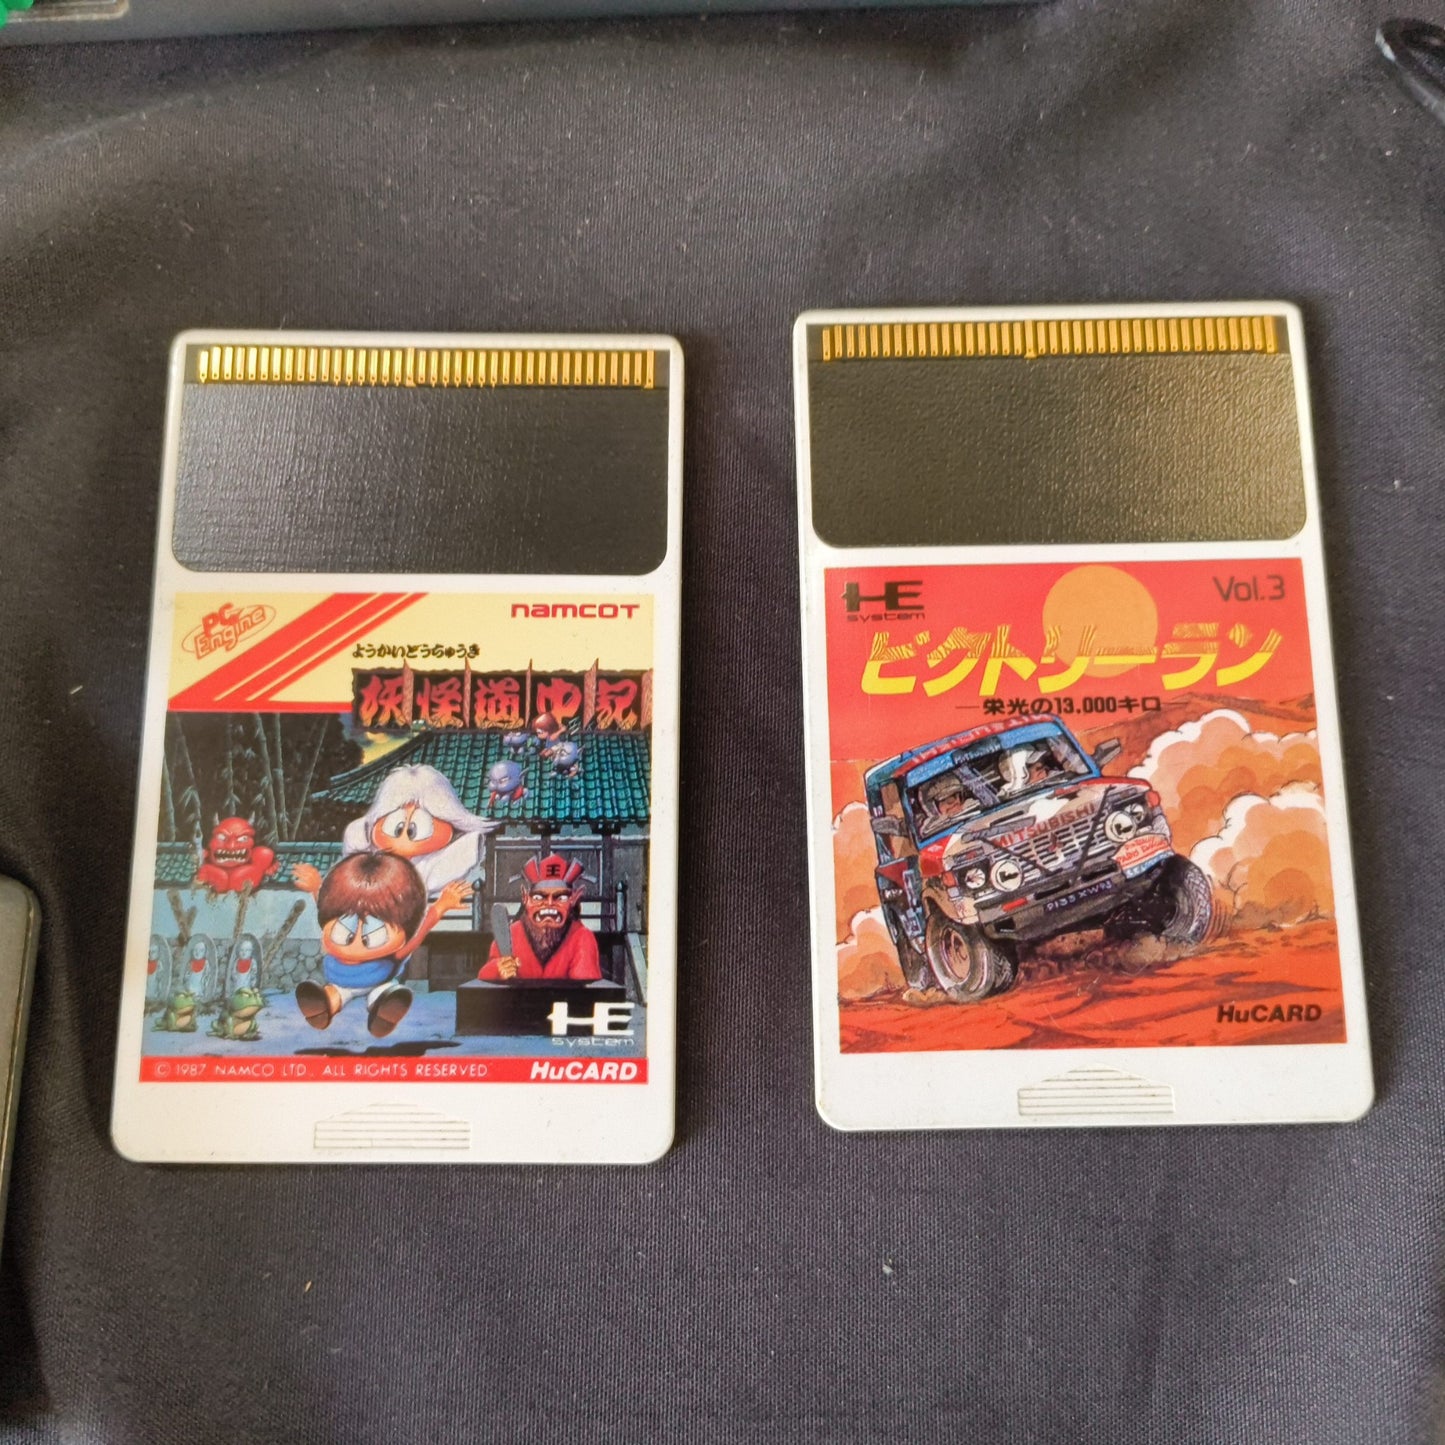 PC
Engine
namcot
ようかいどうちゅうき
妖怪道中記
王
HE
system
© 1987 NAMCO LTD., ALL RIGHTS RESERVED
HuCARD
HE
system
Vol.3
ビクトリーラン
栄光の13,000キロ
MITSUBISHI
HuCARD